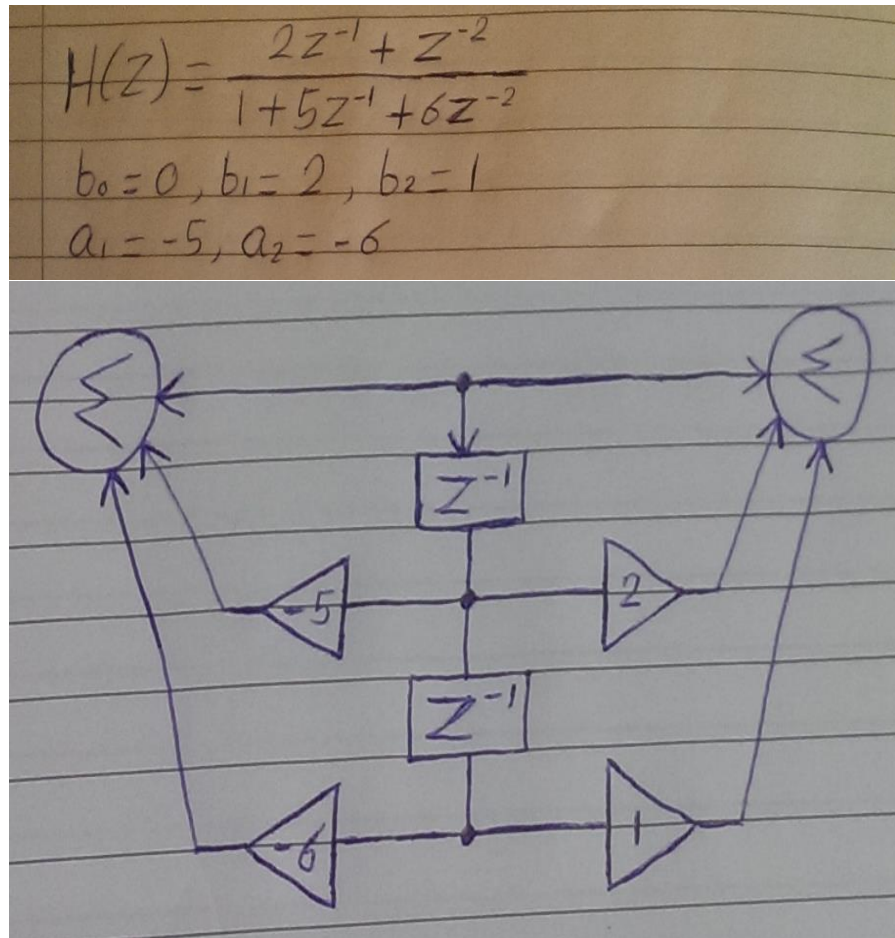 H(Z) = 2Z⁻¹ + Z⁻² / 1 + 5Z⁻¹ + 6Z⁻²
b₀ = 0, b₁ = 2, b₂ = 1
a₁ = -5, a₂ = -6
Σ Σ
Z⁻¹
-5 2
Z⁻¹
-6 1